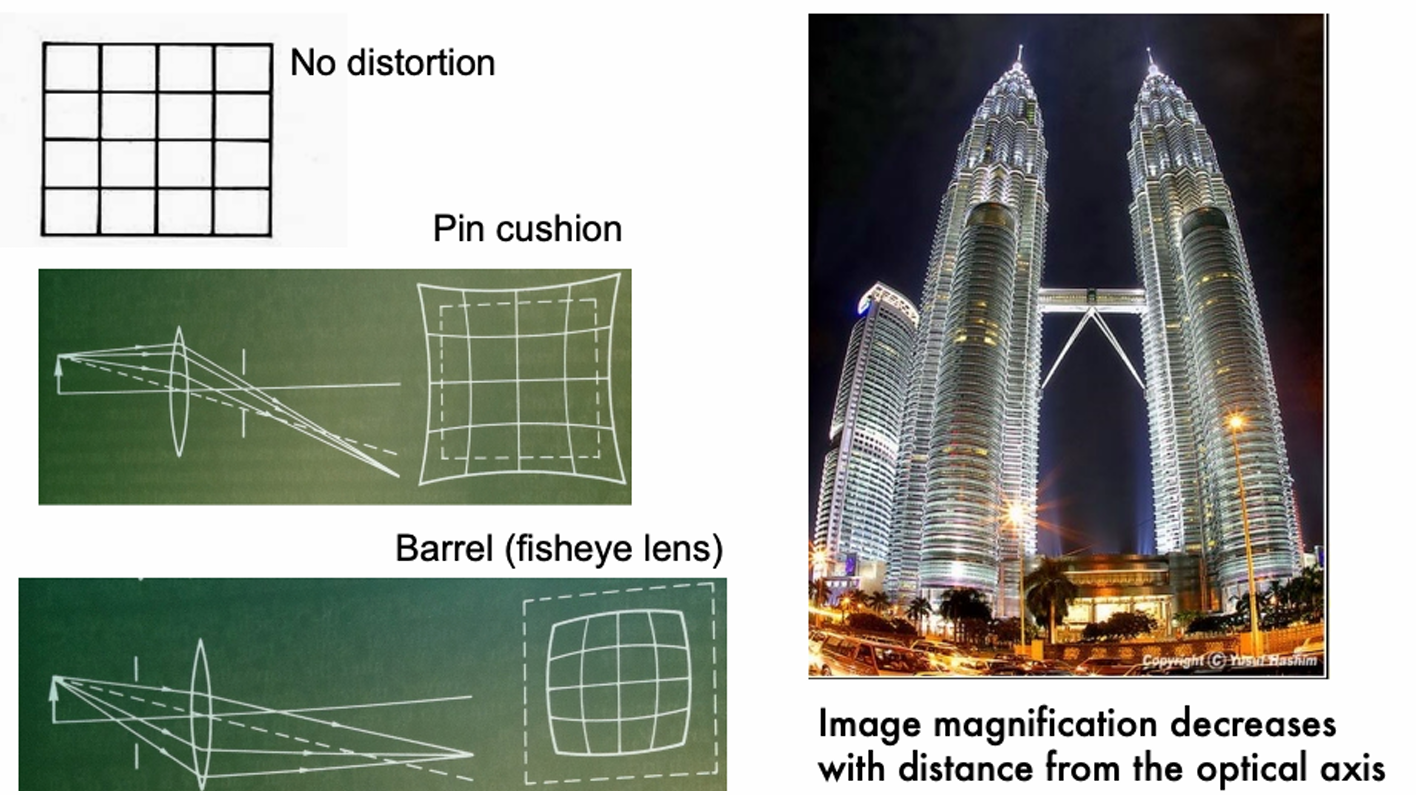 No distortion
Pin cushion
Barrel (fisheye lens)
Copyright (C) Yusuf Hashim
Image magnification decreases
with distance from the optical axis